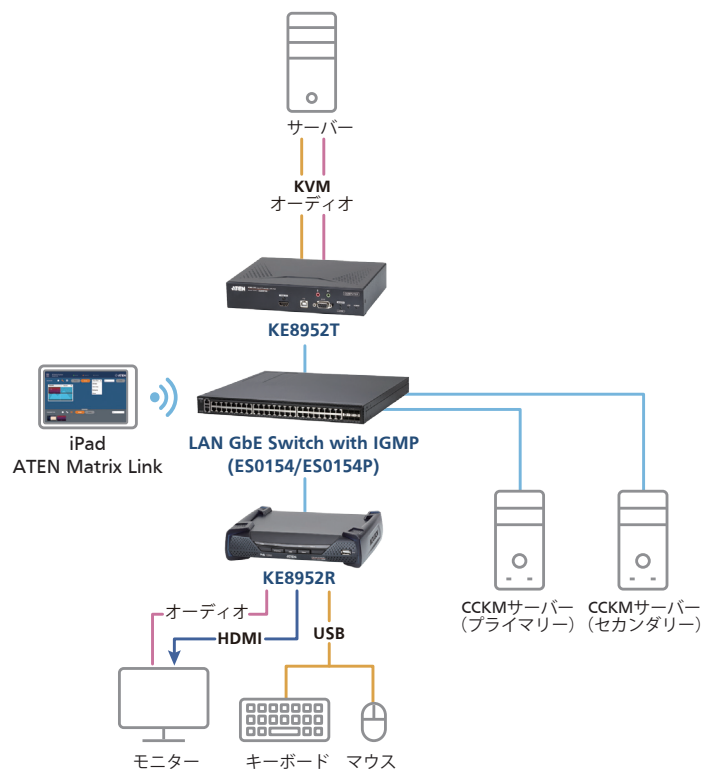 サーバー
KVM
オーディオ
ATEN
KE8952T
iPad
ATEN Matrix Link
LAN GbE Switch with IGMP
(ES0154/ES0154P)
KE8952R
CCKMサーバー
（プライマリー）
CCKMサーバー
（セカンダリー）
オーディオ
HDMI
USB
モニター
キーボード
マウス